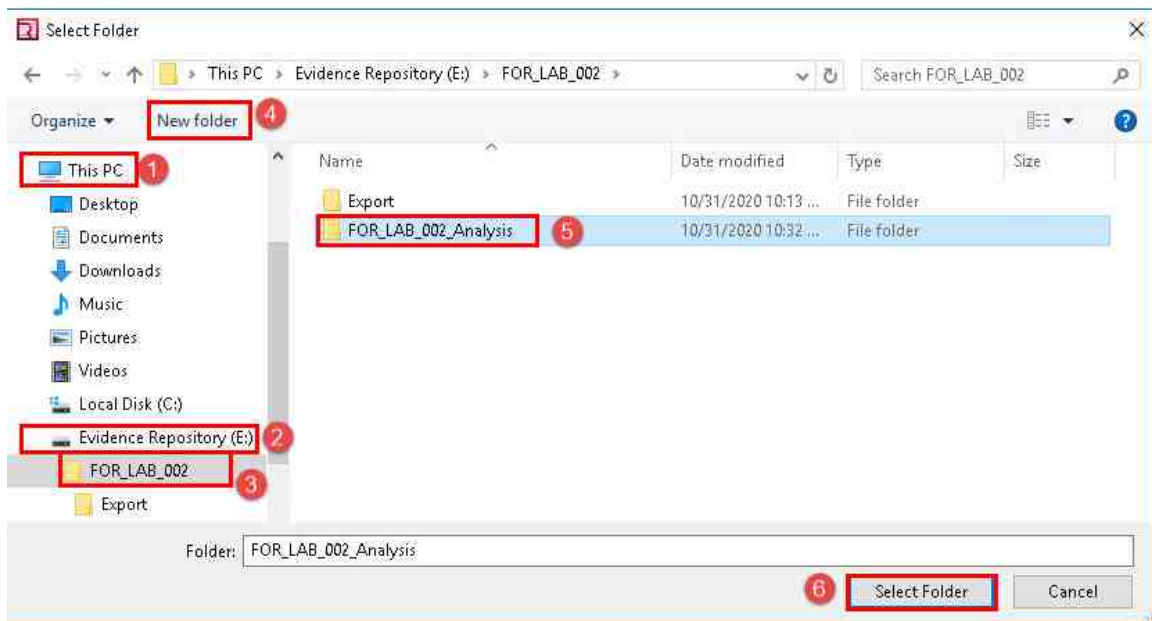 Select Folder
This PC > Evidence Repository (E:) > FOR_LAB_002 >
Search FOR_LAB_002
Organize
New folder
4
?
This PC
1
Desktop
Documents
Downloads
Music
Pictures
Videos
Local Disk (C:)
Evidence Repository (E:)
2
FOR_LAB_002
3
Export
Name Date modified Type Size
Export 10/31/2020 10:13 ... File folder
FOR_LAB_002_Analysis 5 10/31/2020 10:32 ... File folder
Folder: FOR_LAB_002_Analysis
6 Select Folder Cancel